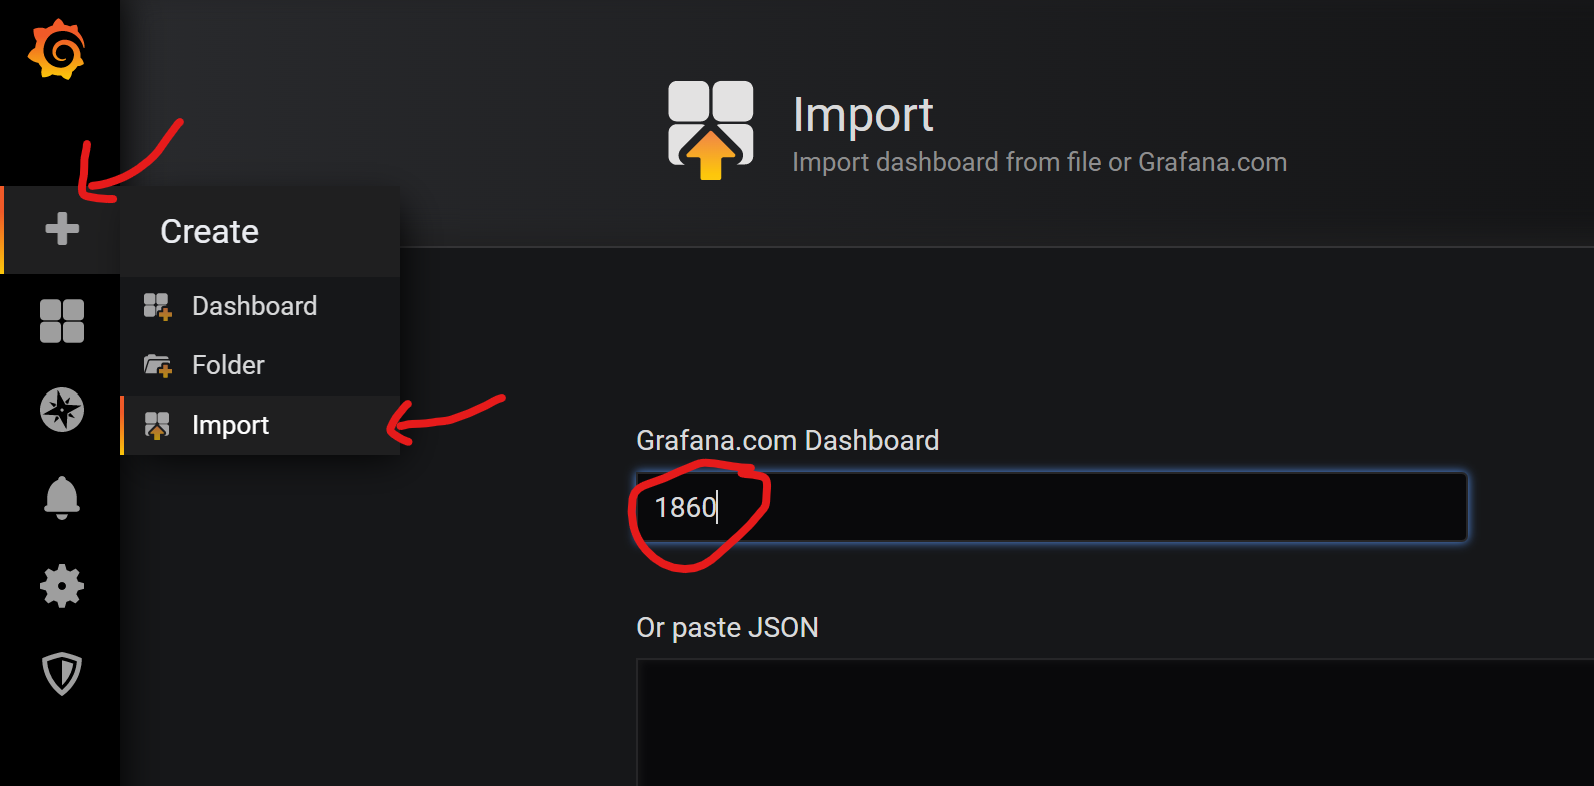 Import
Import dashboard from file or Grafana.com
Create
Dashboard
Folder
Import
Grafana.com Dashboard
1860
Or paste JSON